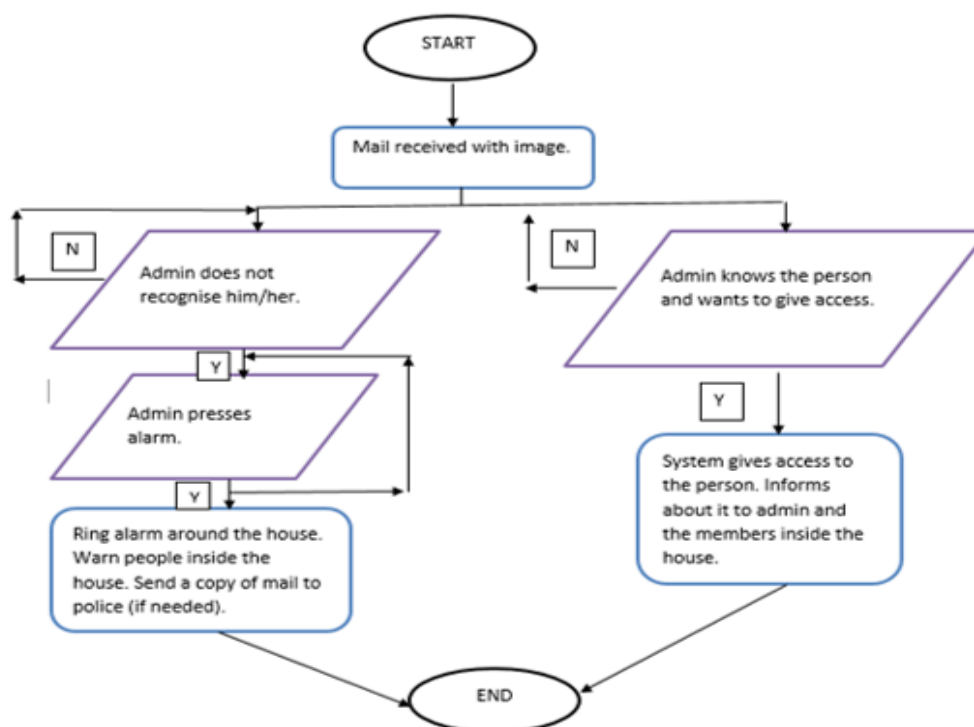 START
Mail received with image.
N
Admin does not
recognise him/her.
N
Admin knows the person
and wants to give access.
Y
Admin presses
alarm.
Y
Y
System gives access to
the person. Informs
about it to admin and
the members inside the
house.
Ring alarm around the house.
Warn people inside the
house. Send a copy of mail to
police (if needed).
END